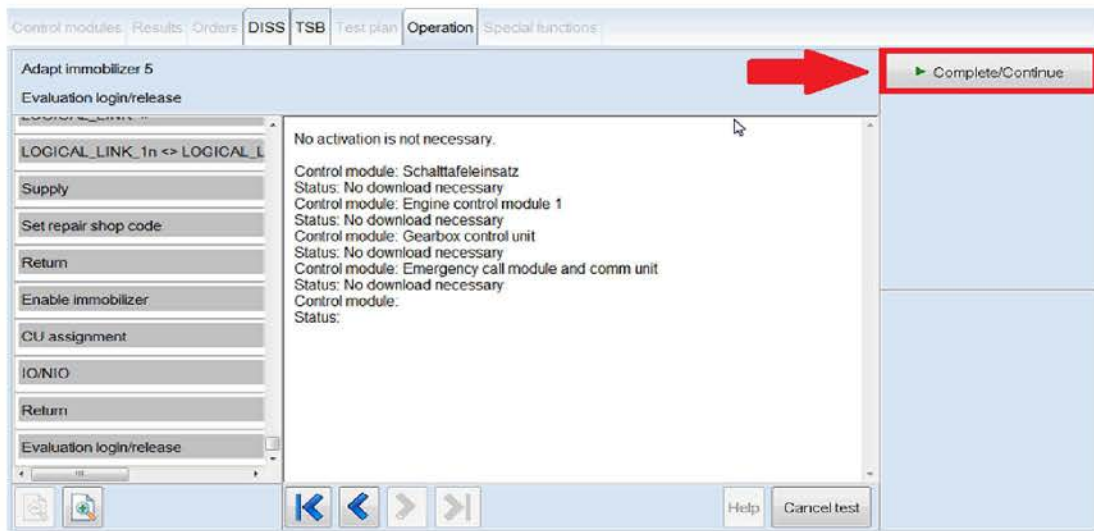 Control modules Results Orders DISS TSB Test plan Operation Special functions
Adapt immobilizer 5
Evaluation login/release
Complete/Continue
LOGICAL_LINK_1n <> LOGICAL_L
Supply
Set repair shop code
Return
Enable immobilizer
CU assignment
IO/NIO
Return
Evaluation login/release
No activation is not necessary.
Control module: Schalttafeleinsatz
Status: No download necessary
Control module: Engine control module 1
Status: No download necessary
Control module: Gearbox control unit
Status: No download necessary
Control module: Emergency call module and comm unit
Status: No download necessary
Control module:
Status:
Help
Cancel test